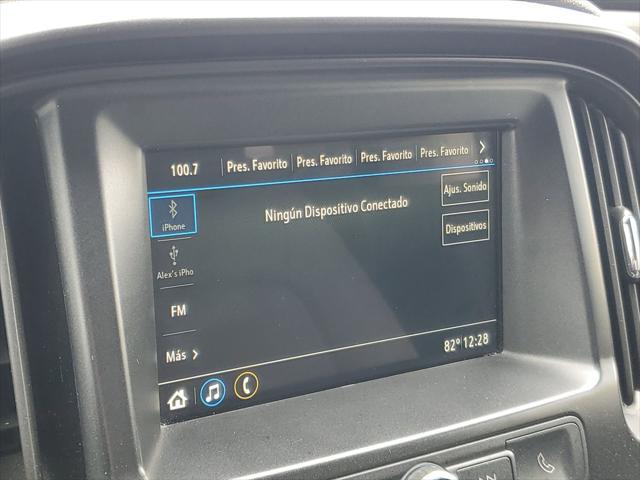 100.7 Pres. Favorito Pres. Favorito Pres. Favorito Pres. Favorito
iPhone
Ningún Dispositivo Conectado
Ajus. Sonido
Dispositivos
Alex's iPho
FM
Más
82° 12:28